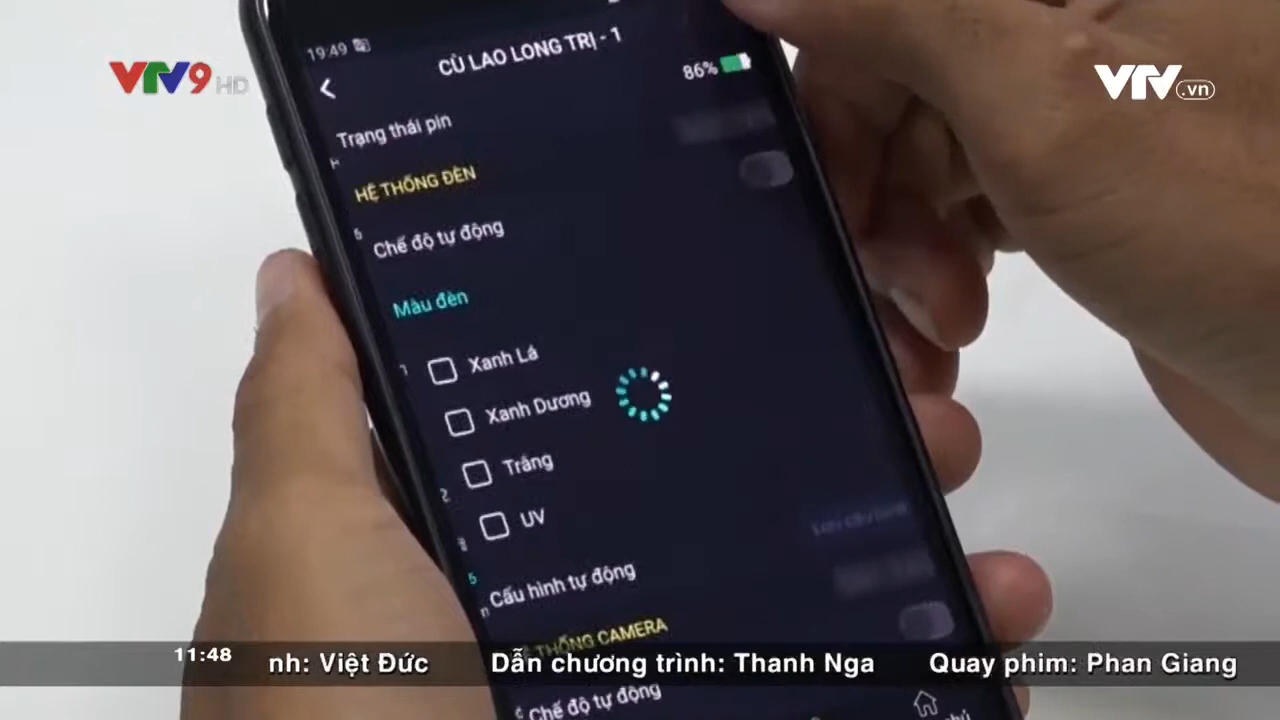 VTV9 HD
VTV.vn
19:49
CÙ LAO LONG TRỊ - 1
86%
Trạng thái pin
HỆ THỐNG ĐÈN
Chế độ tự động
Màu đèn
Xanh Lá
Xanh Dương
Trắng
UV
Cấu hình tự động
THỐNG CAMERA
Chế độ tự động
11:48
nh: Việt Đức
Dẫn chương trình: Thanh Nga
Quay phim: Phan Giang